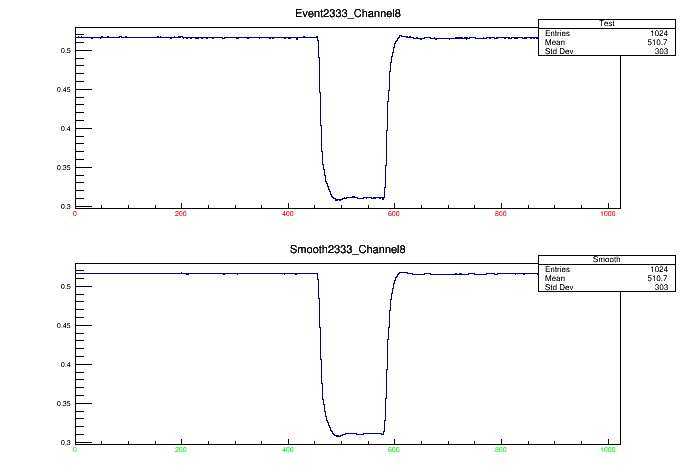 Event2333_Channel8
Test
Entries 1024
Mean 510.7
Std Dev 303
0.5
0.45
0.4
0.35
0.3
0 200 400 600 800 1000
Smooth2333_Channel8
Smooth
Entries 1024
Mean 510.7
Std Dev 303
0.5
0.45
0.4
0.35
0.3
0 200 400 600 800 1000